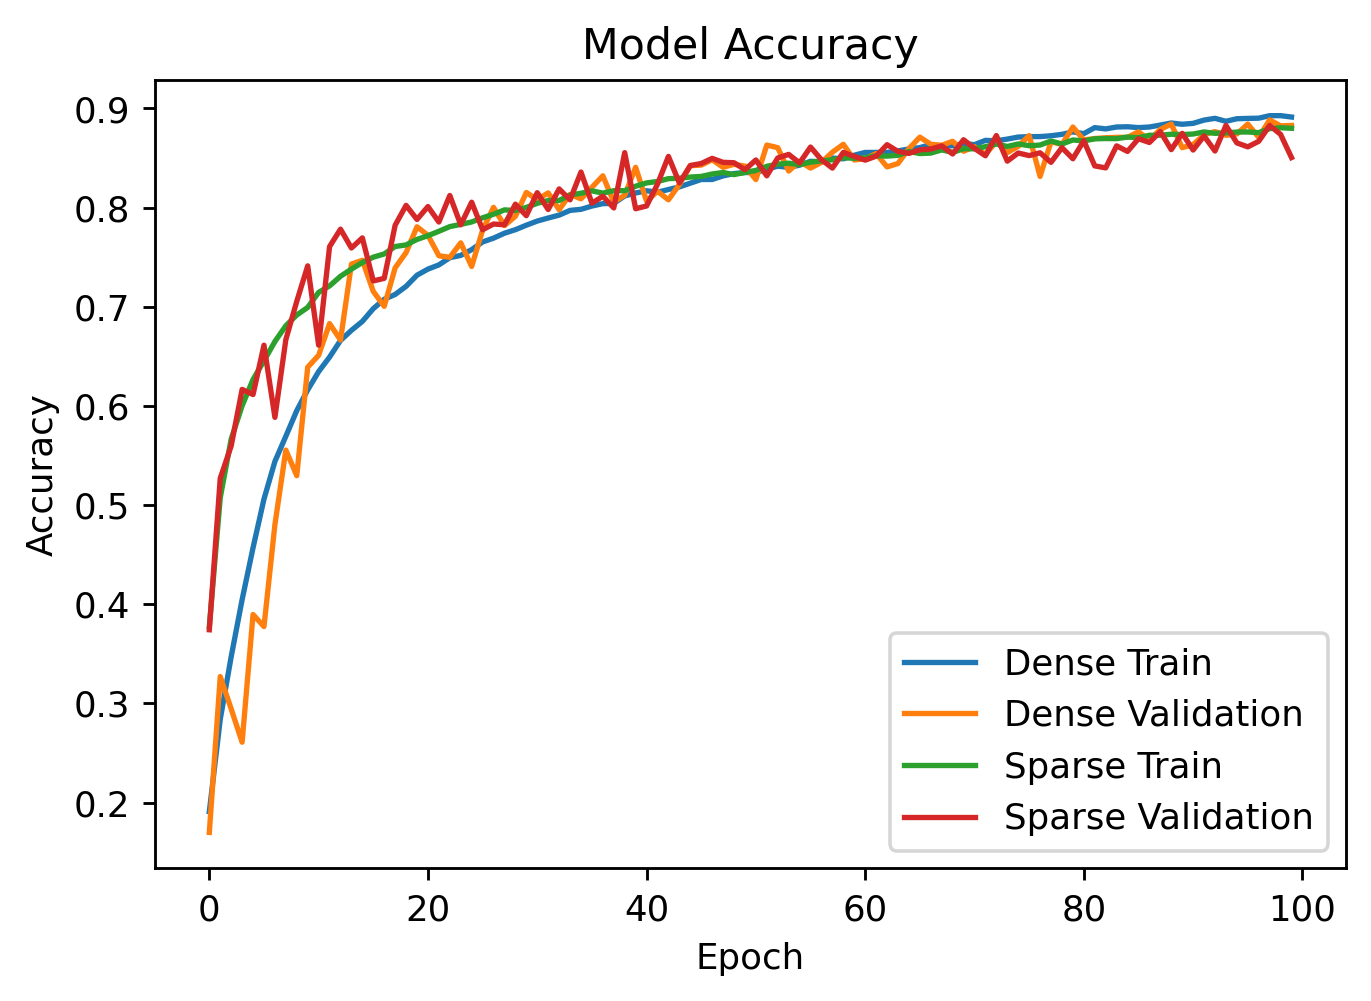 Model Accuracy
0.9
0.8
0.7
0.6
0.5
0.4
0.3
0.2
Accuracy
Dense Train
Dense Validation
Sparse Train
Sparse Validation
0 20 40 60 80 100
Epoch